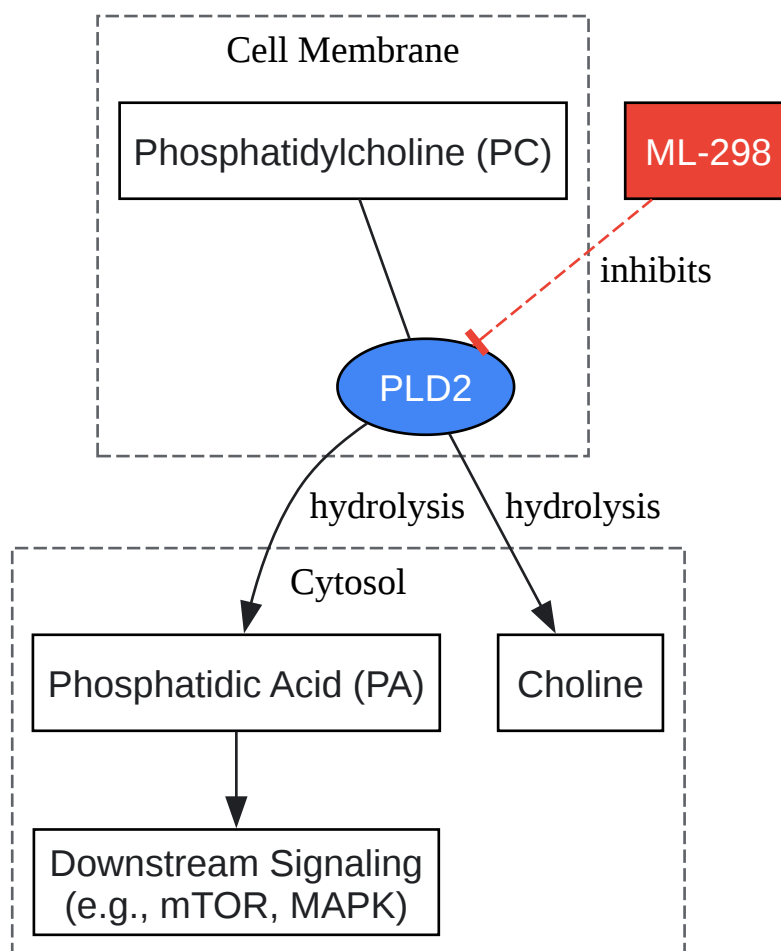 Cell Membrane
Phosphatidylcholine (PC)
ML-298
inhibits
PLD2
hydrolysis
hydrolysis
Cytosol
Phosphatidic Acid (PA)
Choline
Downstream Signaling
(e.g., mTOR, MAPK)